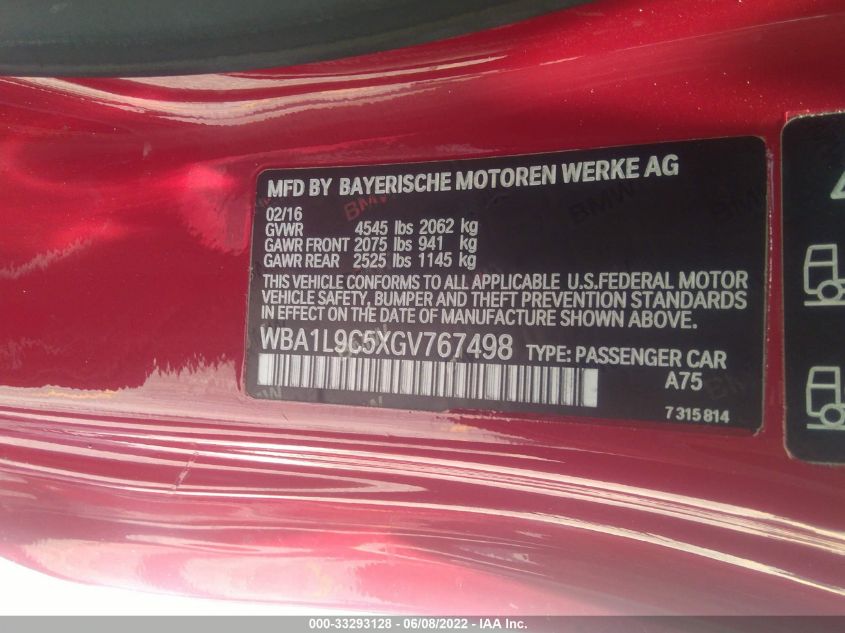 MFD BY BAYERISCHE MOTOREN WERKE AG
02/16
GVWR 4545 lbs 2062 kg
GAWR FRONT 2075 lbs 941 kg
GAWR REAR 2525 lbs 1145 kg
THIS VEHICLE CONFORMS TO ALL APPLICABLE U.S.FEDERAL MOTOR
VEHICLE SAFETY, BUMPER AND THEFT PREVENTION STANDARDS
IN EFFECT ON THE DATE OF MANUFACTURE SHOWN ABOVE.
WBA1L9C5XGV767498 TYPE: PASSENGER CAR
A75
7 315 814
000-33293128 - 06/08/2022 - IAA Inc.